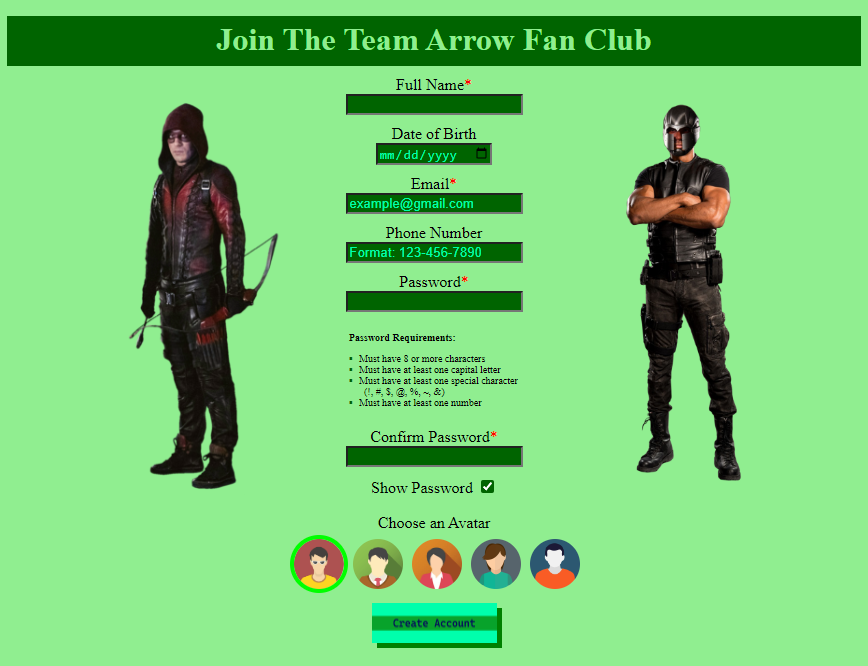 Join The Team Arrow Fan Club
Full Name*
Date of Birth
mm/dd/yyyy
Email*
example@gmail.com
Phone Number
Format: 123-456-7890
Password*
Password Requirements:
Must have 8 or more characters
Must have at least one capital letter
Must have at least one special character
(!, #, $, @, %, ~, &)
Must have at least one number
Confirm Password*
Show Password
Choose an Avatar
Create Account